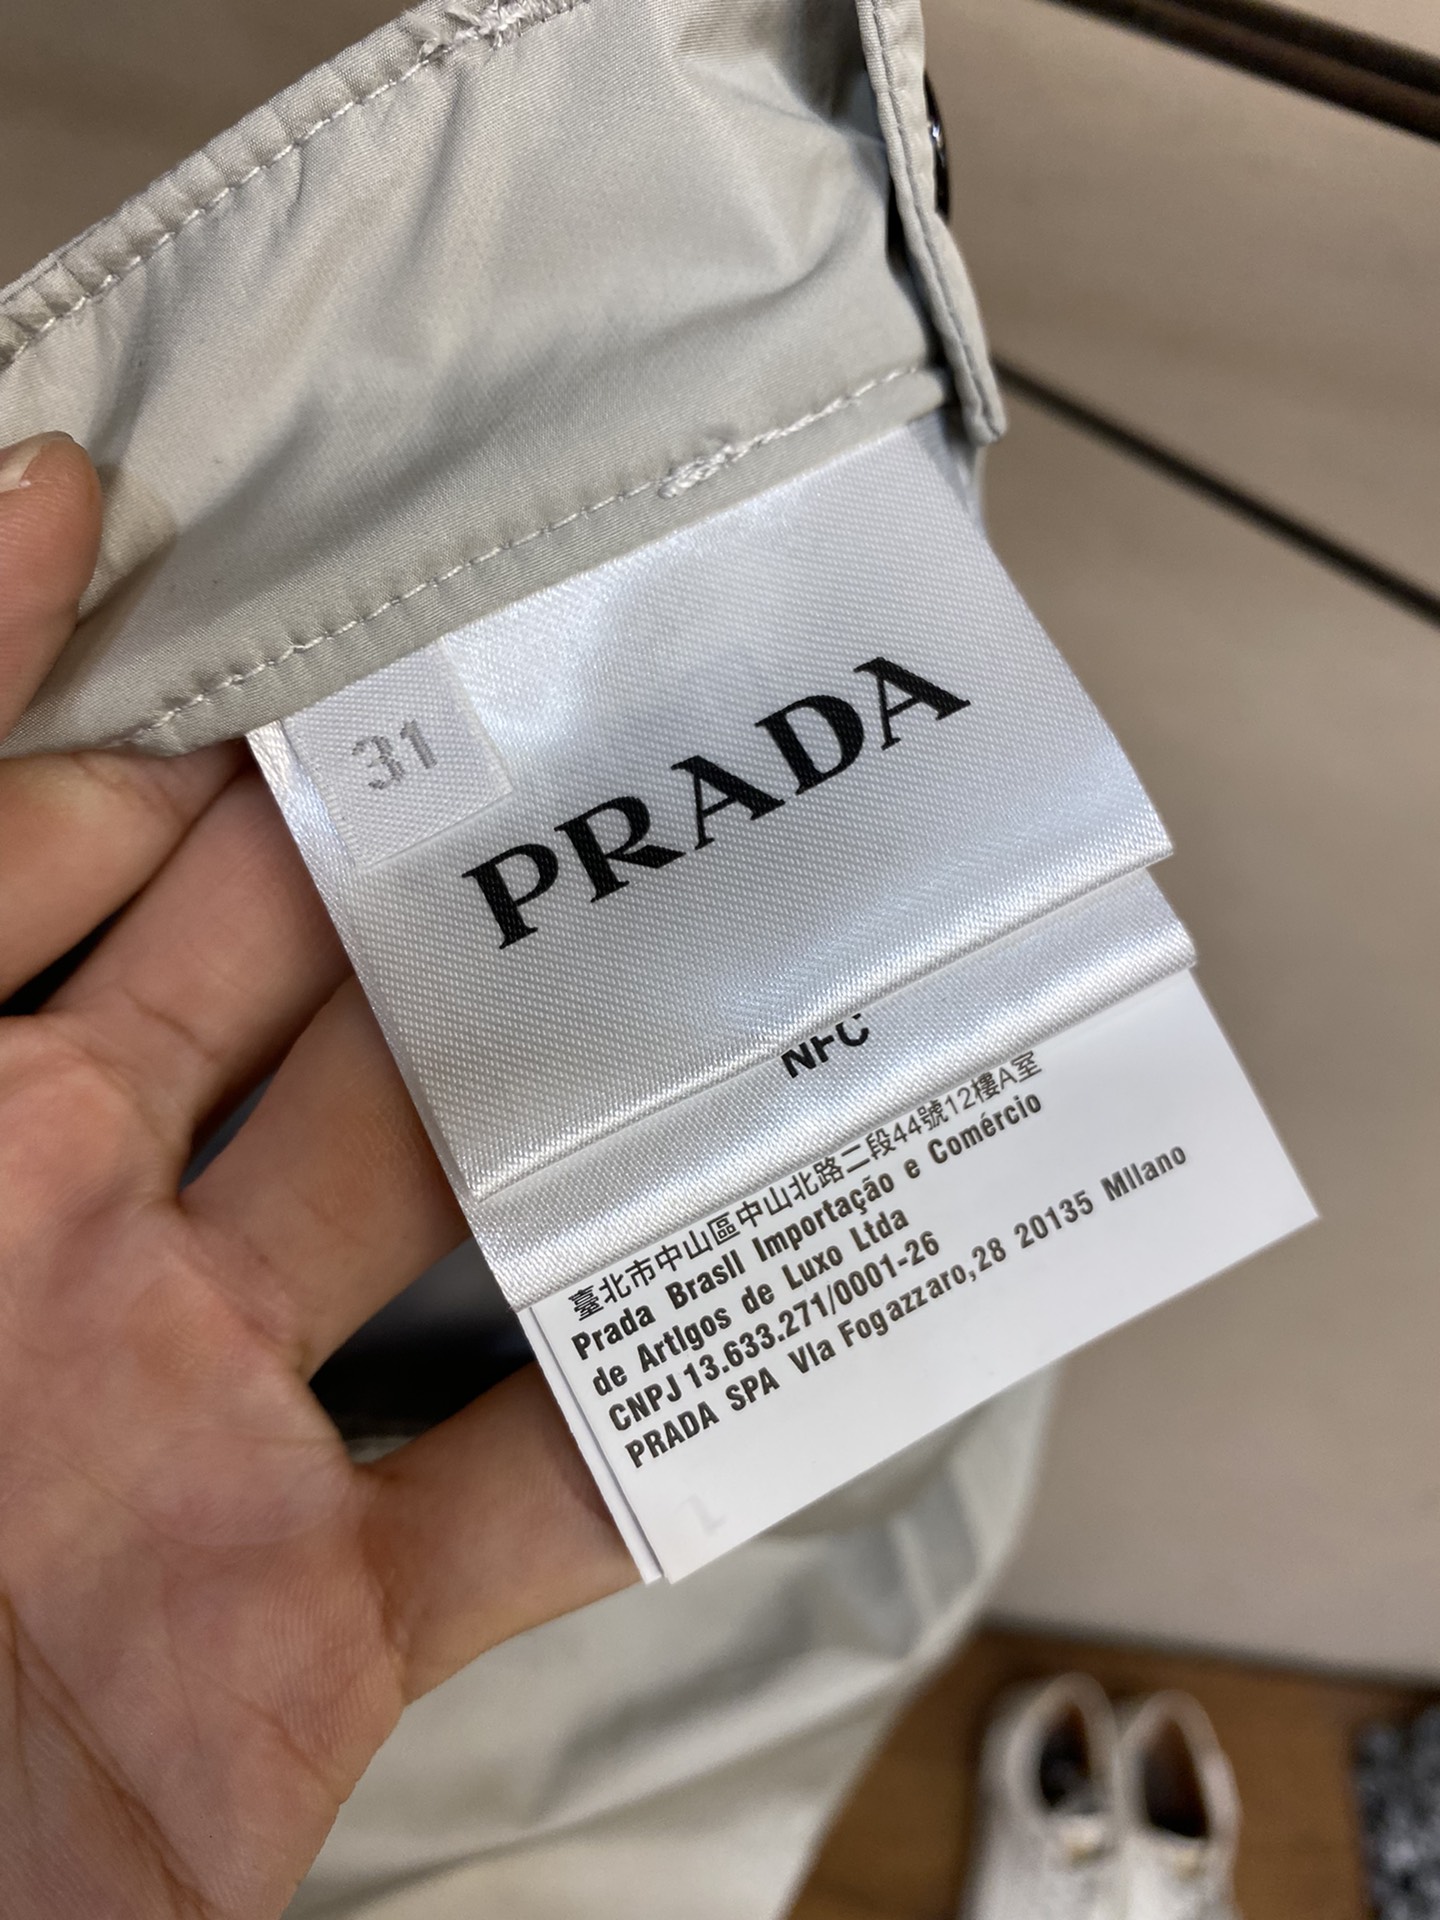 31
PRADA
NFC
臺北市中山區中山北路二段44號12樓A室
Prada Brasil Importação e Comércio
de Artigos de Luxo Ltda
CNPJ 13.633.271/0001-26
PRADA SPA Via Fogazzaro,28 20135 Milano
1